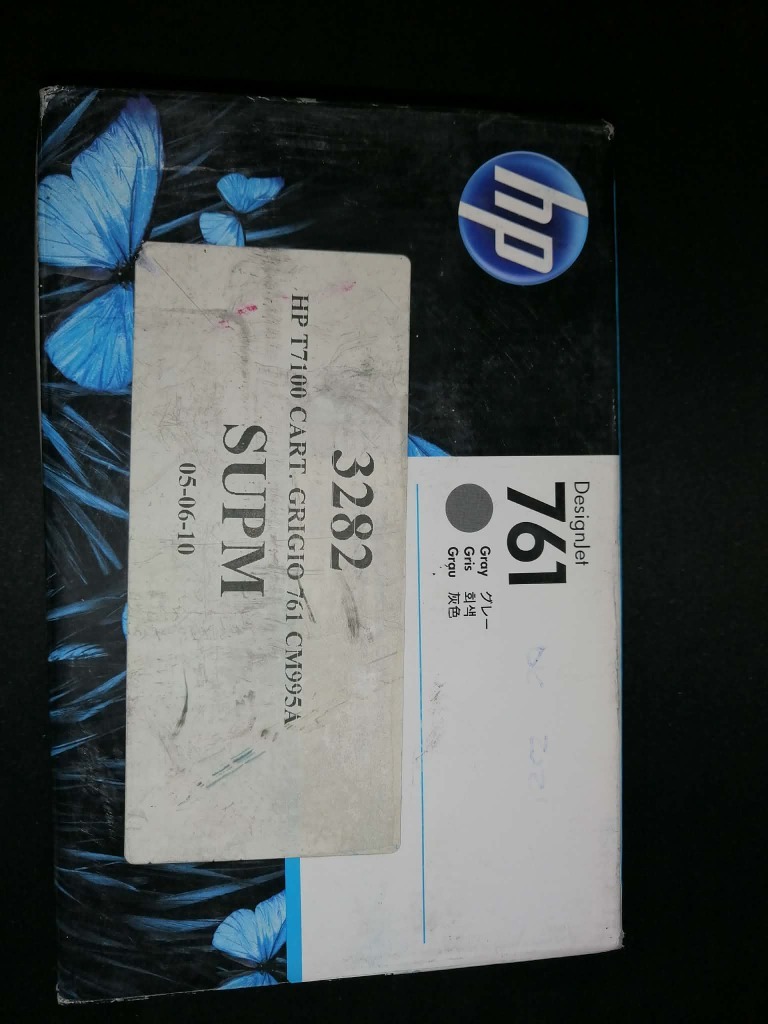 hp
DesignJet
761
Gray グレー
Gris 회색
Grau 灰色
3282
HP T7100 CART. GRIGIO 761 CM995A
SUPM
05-06-10